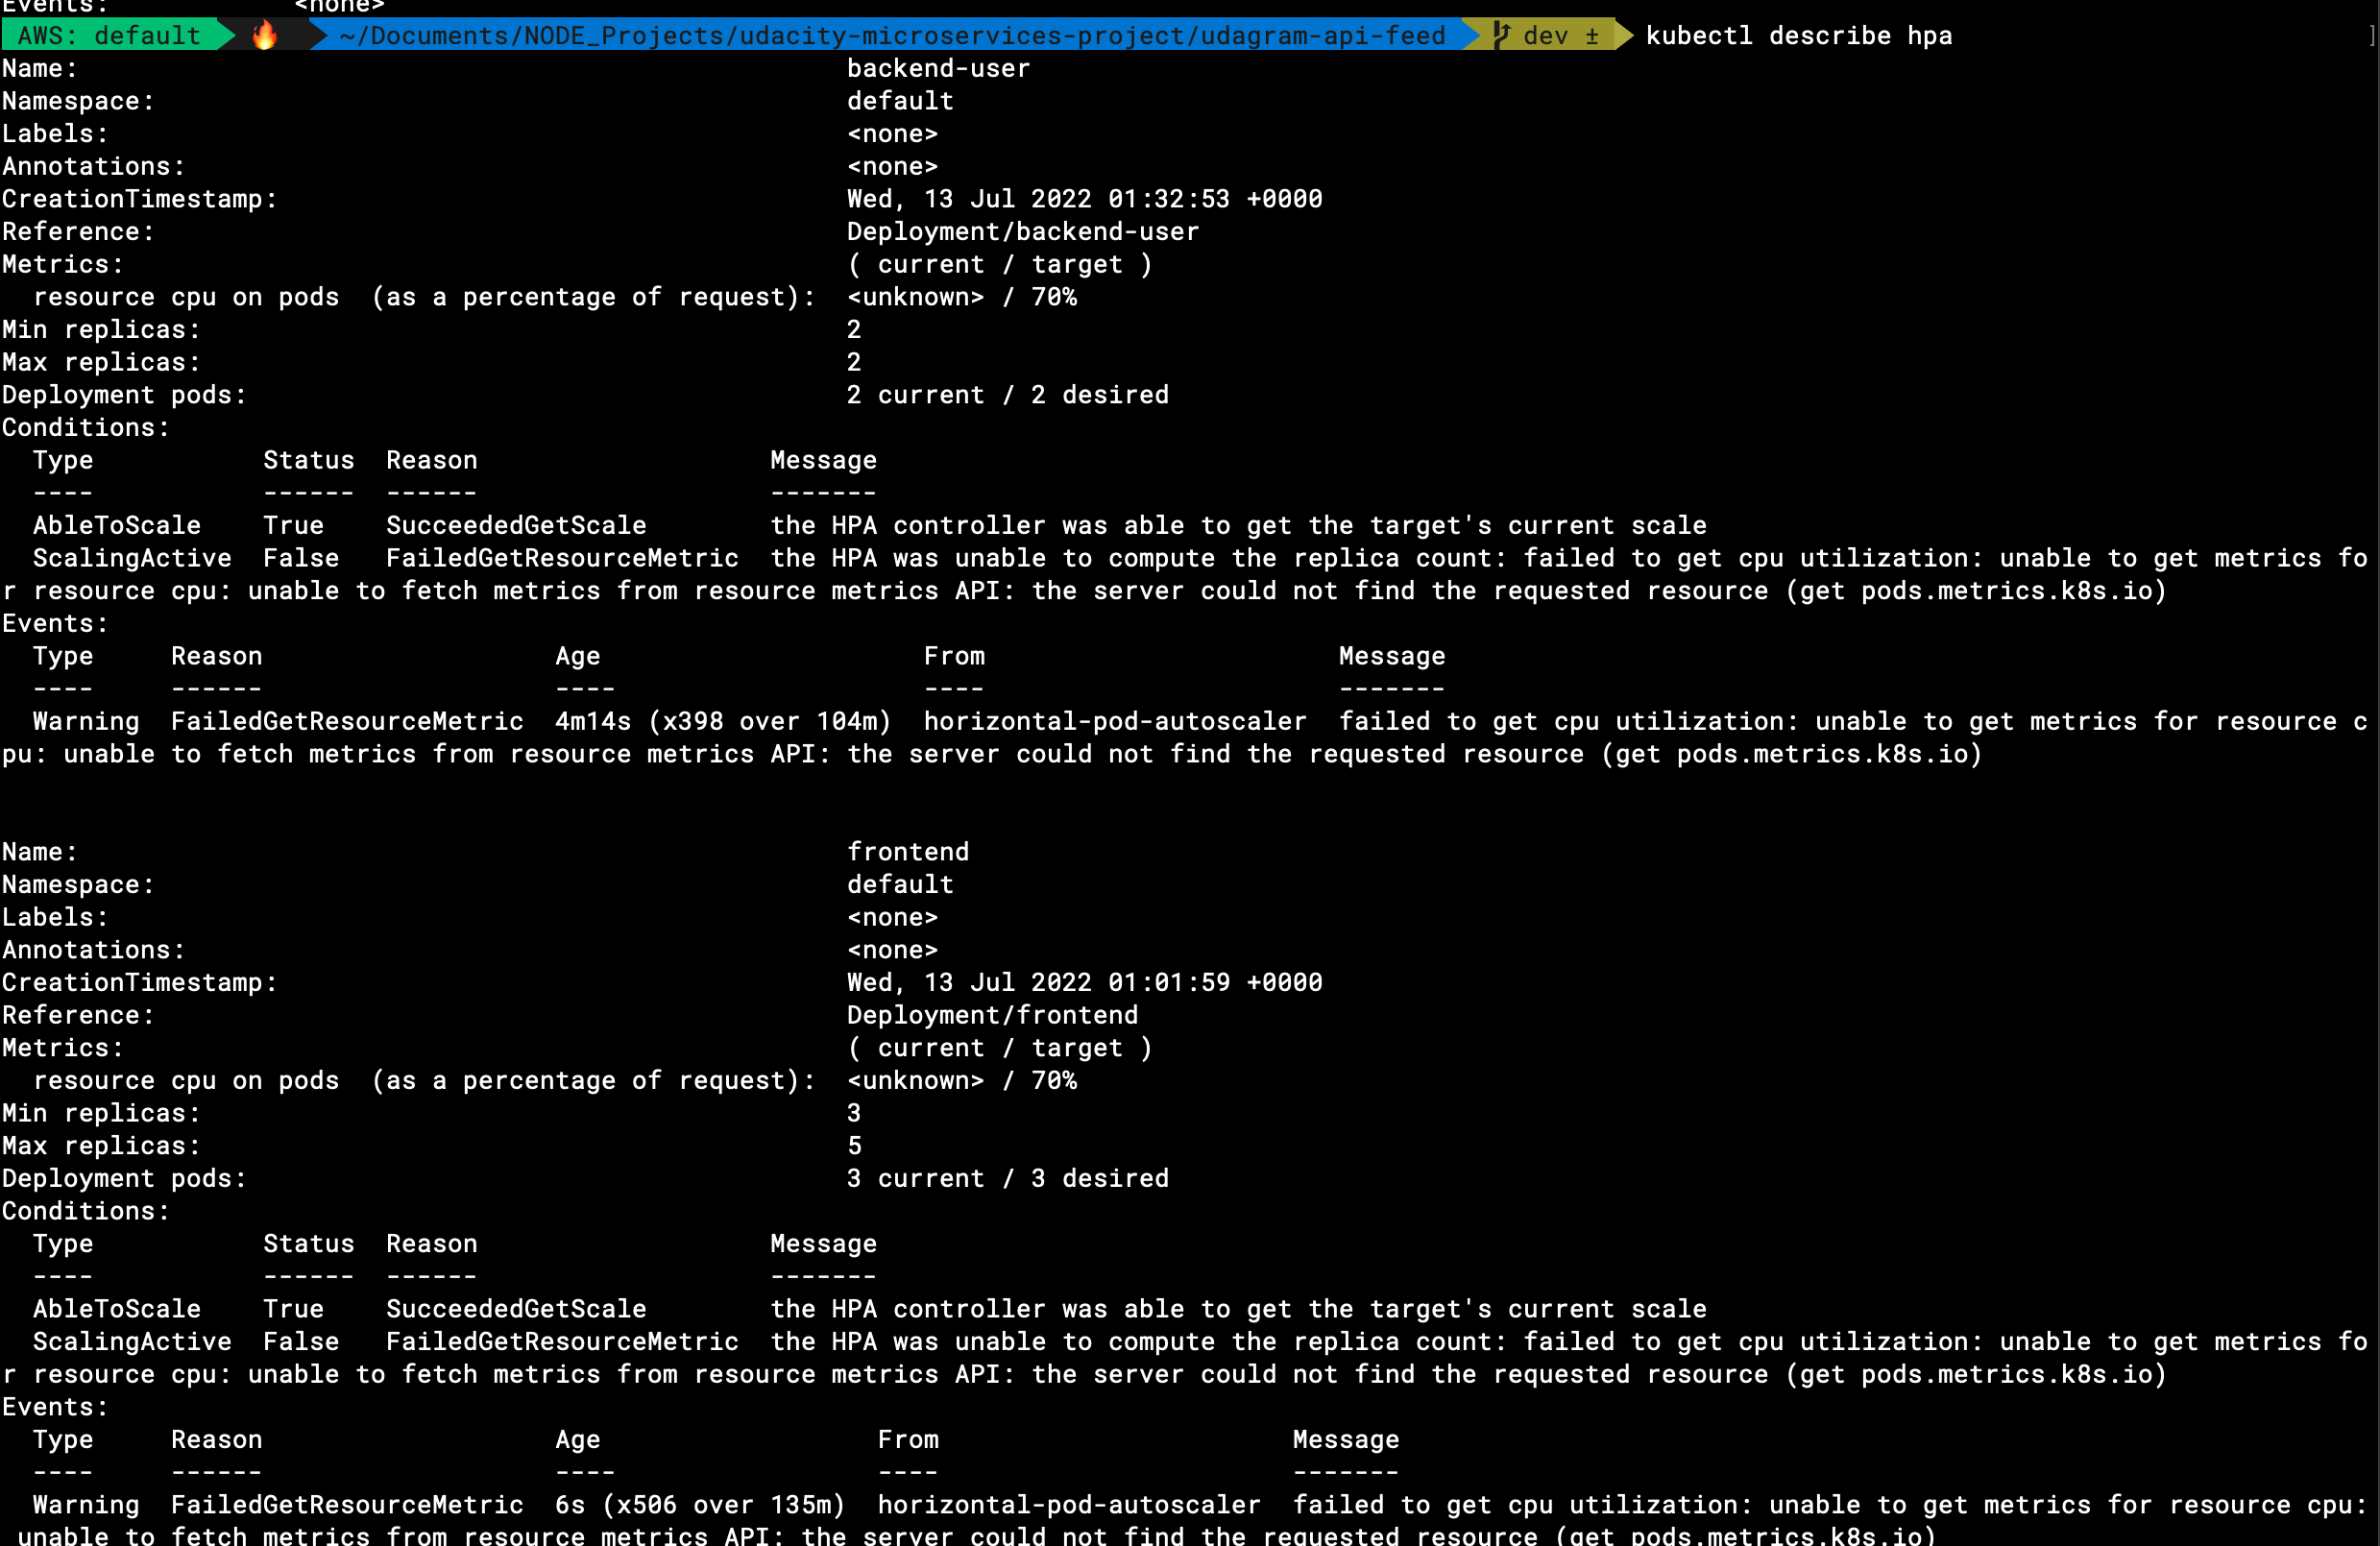 Events:            <none>
AWS: default ~/Documents/NODE_Projects/udacity-microservices-project/udagram-api-feed dev ± kubectl describe hpa ]
Name: backend-user
Namespace: default
Labels: <none>
Annotations: <none>
CreationTimestamp: Wed, 13 Jul 2022 01:32:53 +0000
Reference: Deployment/backend-user
Metrics: ( current / target )
  resource cpu on pods  (as a percentage of request):  <unknown> / 70%
Min replicas: 2
Max replicas: 2
Deployment pods: 2 current / 2 desired
Conditions:
  Type           Status  Reason                   Message
  ----           ------  ------                   -------
  AbleToScale    True    SucceededGetScale        the HPA controller was able to get the target's current scale
  ScalingActive  False   FailedGetResourceMetric  the HPA was unable to compute the replica count: failed to get cpu utilization: unable to get metrics fo
r resource cpu: unable to fetch metrics from resource metrics API: the server could not find the requested resource (get pods.metrics.k8s.io)
Events:
  Type     Reason                   Age                    From                       Message
  ----     ------                   ----                   ----                       -------
  Warning  FailedGetResourceMetric  4m14s (x398 over 104m)  horizontal-pod-autoscaler  failed to get cpu utilization: unable to get metrics for resource c
pu: unable to fetch metrics from resource metrics API: the server could not find the requested resource (get pods.metrics.k8s.io)
Name: frontend
Namespace: default
Labels: <none>
Annotations: <none>
CreationTimestamp: Wed, 13 Jul 2022 01:01:59 +0000
Reference: Deployment/frontend
Metrics: ( current / target )
  resource cpu on pods  (as a percentage of request):  <unknown> / 70%
Min replicas: 3
Max replicas: 5
Deployment pods: 3 current / 3 desired
Conditions:
  Type           Status  Reason                   Message
  ----           ------  ------                   -------
  AbleToScale    True    SucceededGetScale        the HPA controller was able to get the target's current scale
  ScalingActive  False   FailedGetResourceMetric  the HPA was unable to compute the replica count: failed to get cpu utilization: unable to get metrics fo
r resource cpu: unable to fetch metrics from resource metrics API: the server could not find the requested resource (get pods.metrics.k8s.io)
Events:
  Type     Reason                   Age                  From                       Message
  ----     ------                   ----                 ----                       -------
  Warning  FailedGetResourceMetric  6s (x506 over 135m)  horizontal-pod-autoscaler  failed to get cpu utilization: unable to get metrics for resource cpu:
 unable to fetch metrics from resource metrics API: the server could not find the requested resource (get pods.metrics.k8s.io)